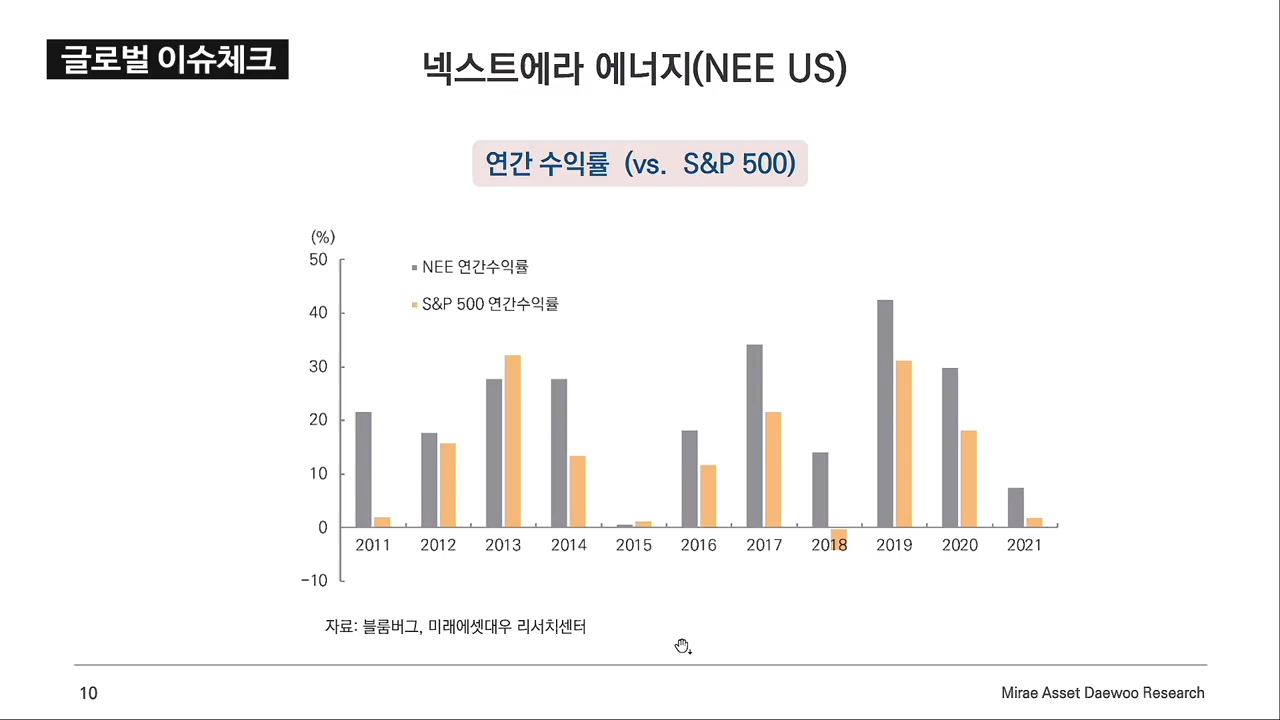 글로벌 이슈체크
넥스트에라 에너지(NEE US)
연간 수익률 (vs. S&P 500)
(%)
50
40
30
20
10
0
-10
NEE 연간수익률
S&P 500 연간수익률
2011 2012 2013 2014 2015 2016 2017 2018 2019 2020 2021
자료: 블룸버그, 미래에셋대우 리서치센터
10
Mirae Asset Daewoo Research